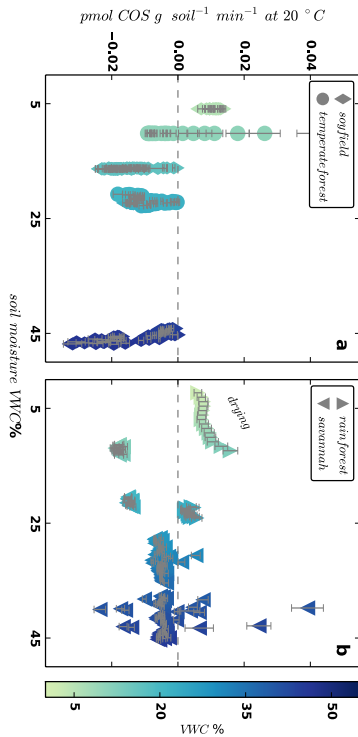 pmol COS g soil⁻¹ min⁻¹ at 20 °C
−0.02
0.00
0.02
0.04
5
25
45
soyfield
temperate forest
a
soil moisture VWC%
5
25
45
rainforest
savannah
drying
b
5
20
35
50
VWC %